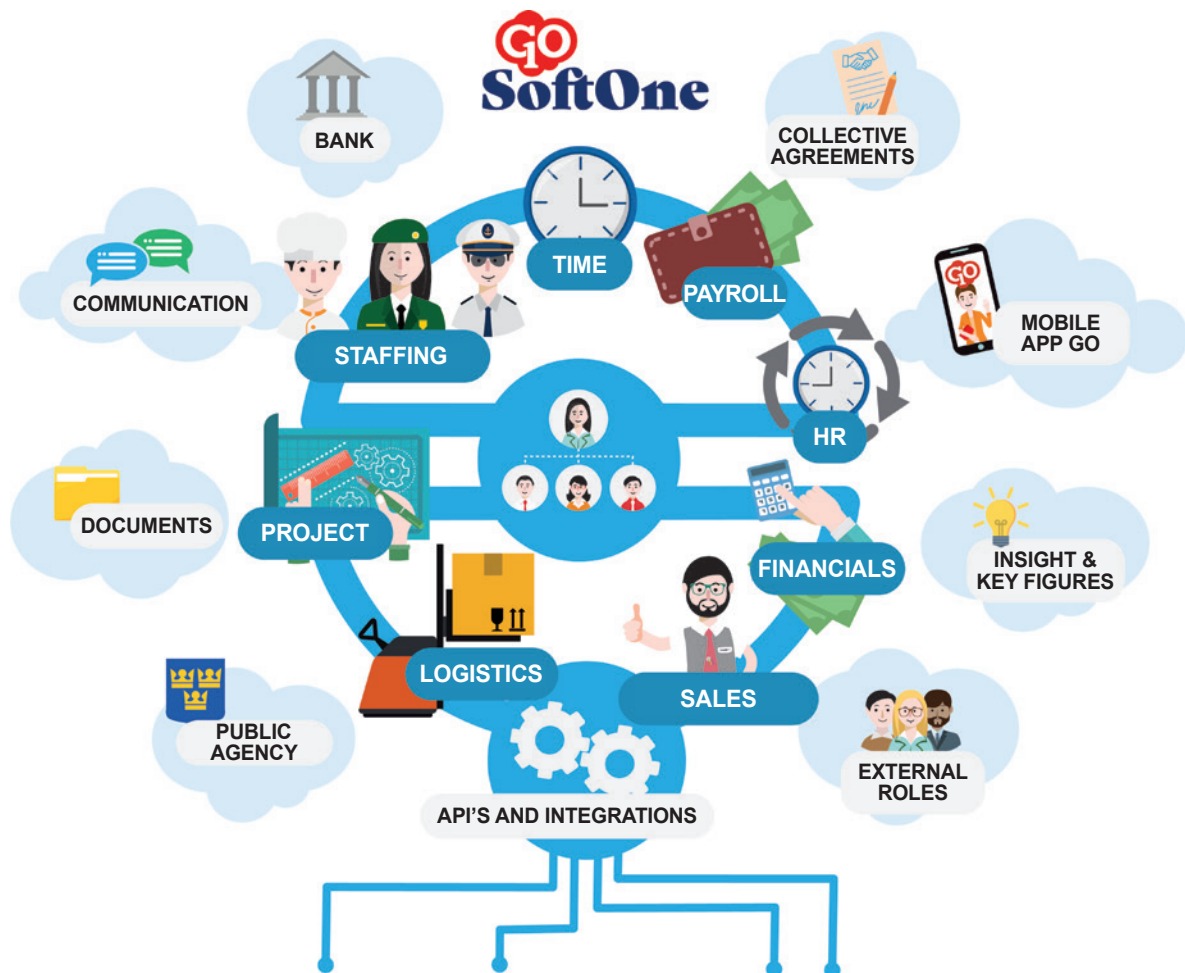 GO
SoftOne
BANK
COLLECTIVE
AGREEMENTS
TIME
PAYROLL
COMMUNICATION
STAFFING
GO
MOBILE
APP GO
HR
DOCUMENTS
PROJECT
FINANCIALS
INSIGHT &
KEY FIGURES
LOGISTICS
SALES
PUBLIC
AGENCY
EXTERNAL
ROLES
API'S AND INTEGRATIONS